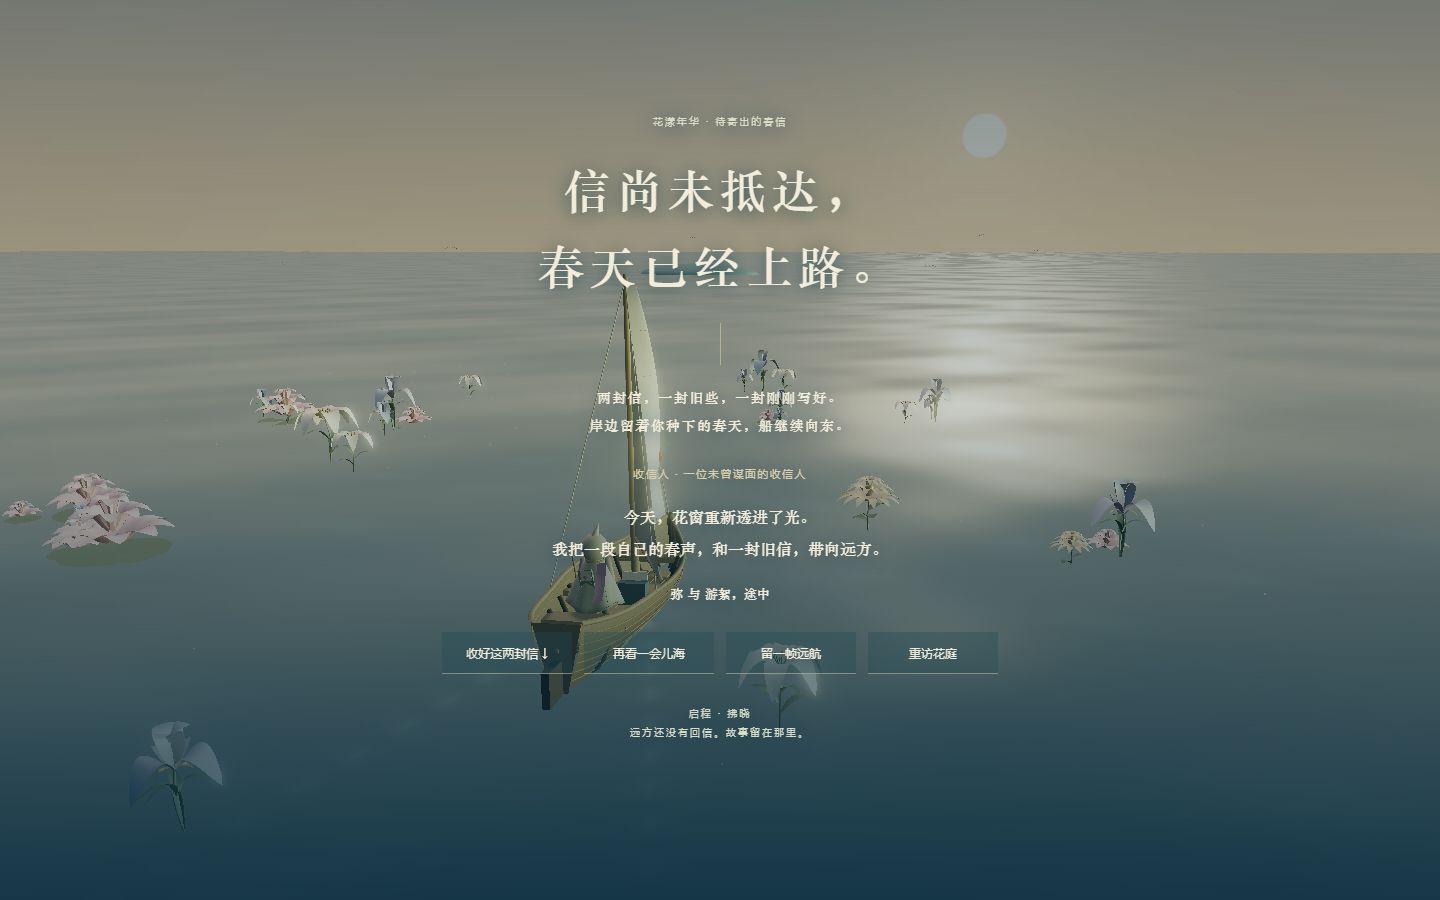 花漾年华 · 待寄出的春信
信尚未抵达，
春天已经上路。
两封信，一封旧些，一封刚刚写好。
岸边留着你种下的春天，船继续向东。
收信人 · 一位未曾谋面的收信人
今天，花窗重新透进了光。
我把一段自己的春声，和一封旧信，带向远方。
弥 与 游絮，途中
收好这两封信↓
再看一会儿海
留一帧远航
重访花庭
启程 · 拂晓
远方还没有回信。故事留在那里。